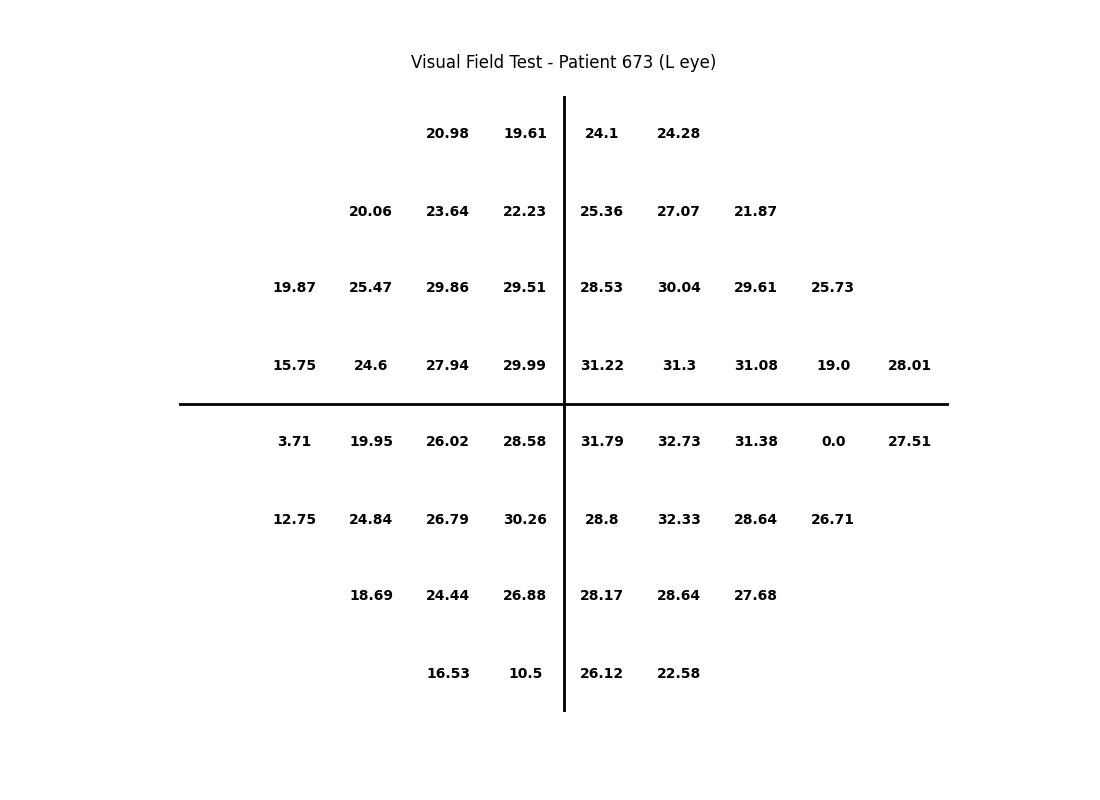 Visual Field Test - Patient 673 (L eye)
20.98 19.61 24.1 24.28
20.06 23.64 22.23 25.36 27.07 21.87
19.87 25.47 29.86 29.51 28.53 30.04 29.61 25.73
15.75 24.6 27.94 29.99 31.22 31.3 31.08 19.0 28.01
3.71 19.95 26.02 28.58 31.79 32.73 31.38 0.0 27.51
12.75 24.84 26.79 30.26 28.8 32.33 28.64 26.71
18.69 24.44 26.88 28.17 28.64 27.68
16.53 10.5 26.12 22.58